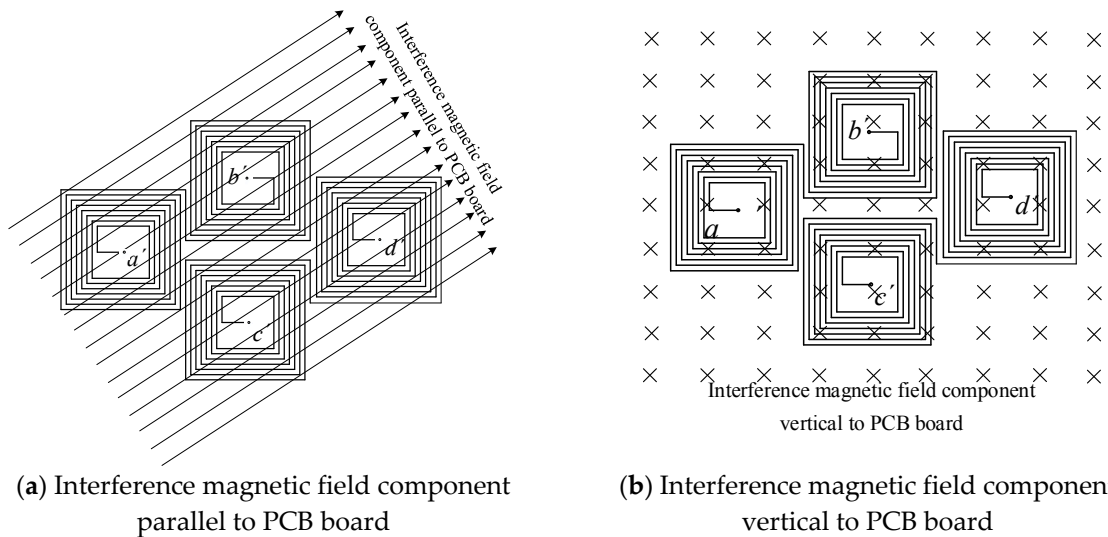 Interference magnetic field
component parallel to PCB board
b′
a′
d′
c′
b′
a
d′
c′
Interference magnetic field component
vertical to PCB board
(a) Interference magnetic field component
parallel to PCB board
(b) Interference magnetic field componen
vertical to PCB board